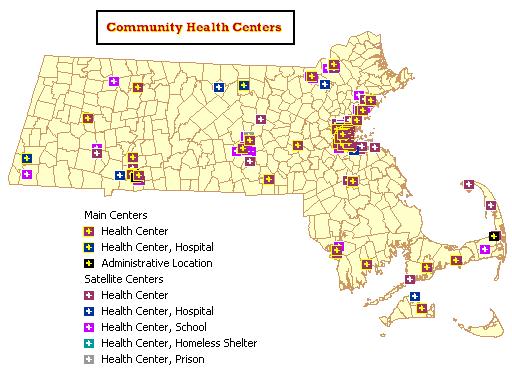 Community Health Centers
Main Centers
Health Center
Health Center, Hospital
Administrative Location
Satellite Centers
Health Center
Health Center, Hospital
Health Center, School
Health Center, Homeless Shelter
Health Center, Prison